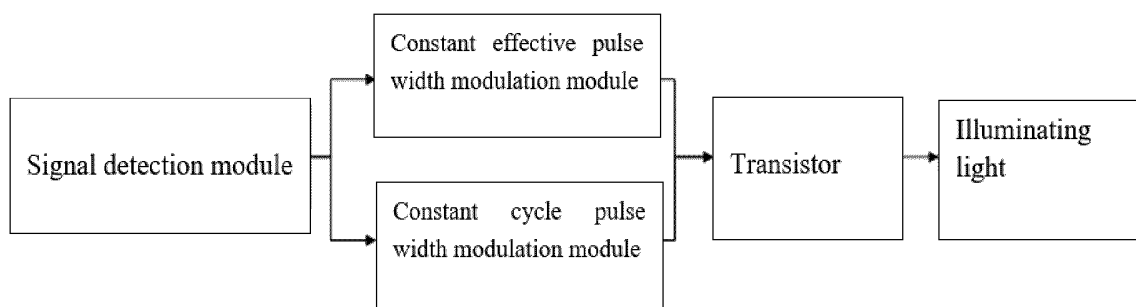 Constant effective pulse
width modulation module
Signal detection module
Constant cycle pulse
width modulation module
Transistor
Illuminating
light